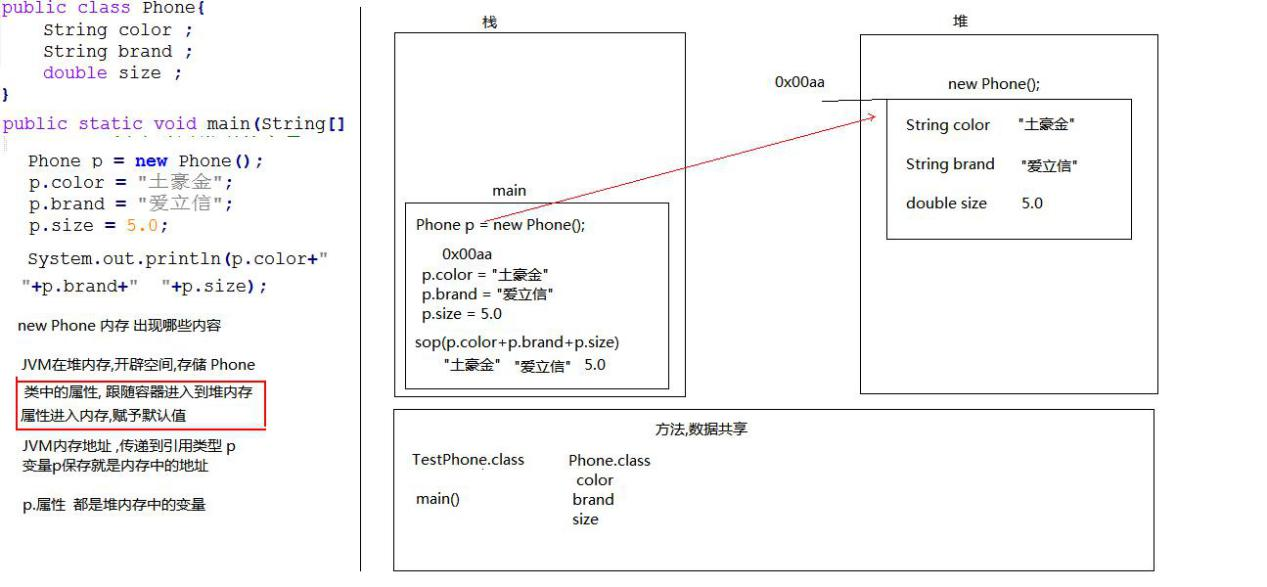 public class Phone{
String color ;
String brand ;
double size ;
}
public static void main(String[]
Phone p = new Phone();
p.color = "土豪金";
p.brand = "爱立信";
p.size = 5.0;
System.out.println(p.color+"
"+p.brand+"  "+p.size);
new Phone 内存 出现哪些内容
JVM在堆内存,开辟空间,存储 Phone
类中的属性, 跟随容器进入到堆内存
属性进入内存,赋予默认值
JVM内存地址 ,传递到引用类型 p
变量p保存就是内存中的地址
p.属性  都是堆内存中的变量
栈
main
Phone p = new Phone();
0x00aa
p.color = "土豪金"
p.brand = "爱立信"
p.size = 5.0
sop(p.color+p.brand+p.size)
"土豪金"  "爱立信"  5.0
堆
0x00aa
new Phone();
String color  "土豪金"
String brand  "爱立信"
double size  5.0
方法,数据共享
TestPhone.class
main()
Phone.class
color
brand
size